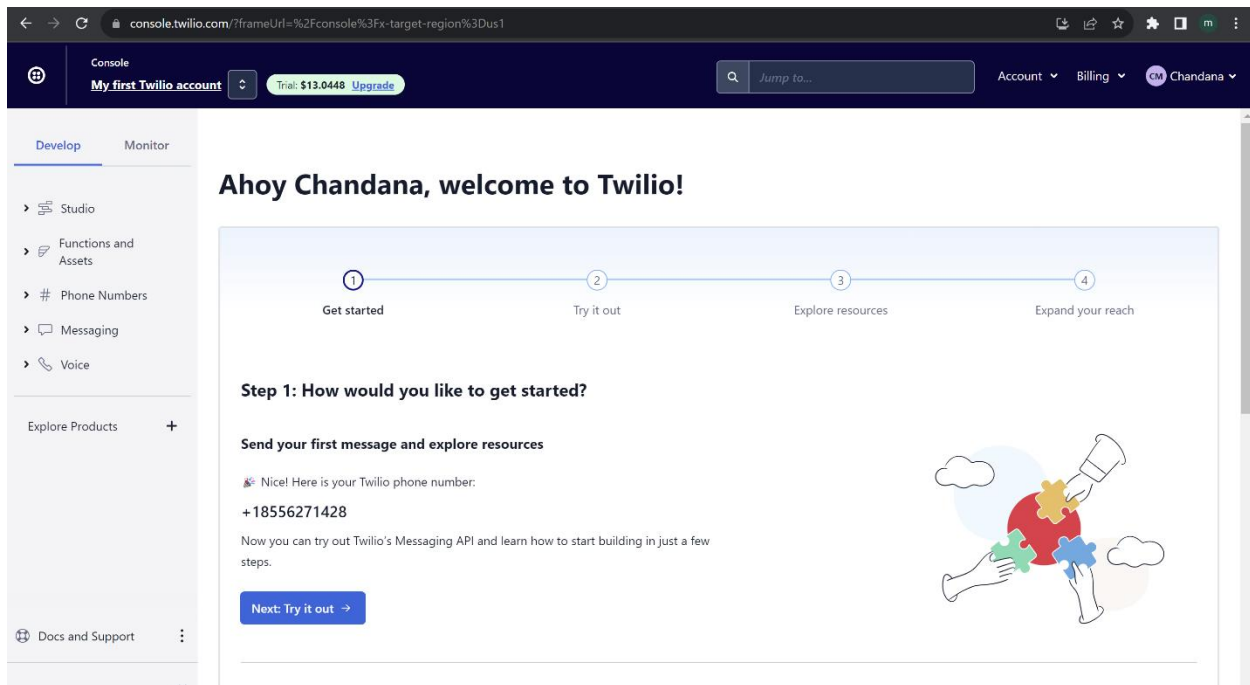 console.twilio.com/?frameUrl=%2Fconsole%3Fx-target-region%3Dus1
m
Console
My first Twilio account
Trial: $13.0448 Upgrade
Jump to...
Account
Billing
CM Chandana
Develop
Monitor
Studio
Functions and
Assets
# Phone Numbers
Messaging
Voice
Explore Products +
Docs and Support
Ahoy Chandana, welcome to Twilio!
1
2
3
4
Get started
Try it out
Explore resources
Expand your reach
Step 1: How would you like to get started?
Send your first message and explore resources
🎉 Nice! Here is your Twilio phone number:
+18556271428
Now you can try out Twilio's Messaging API and learn how to start building in just a few
steps.
Next: Try it out →